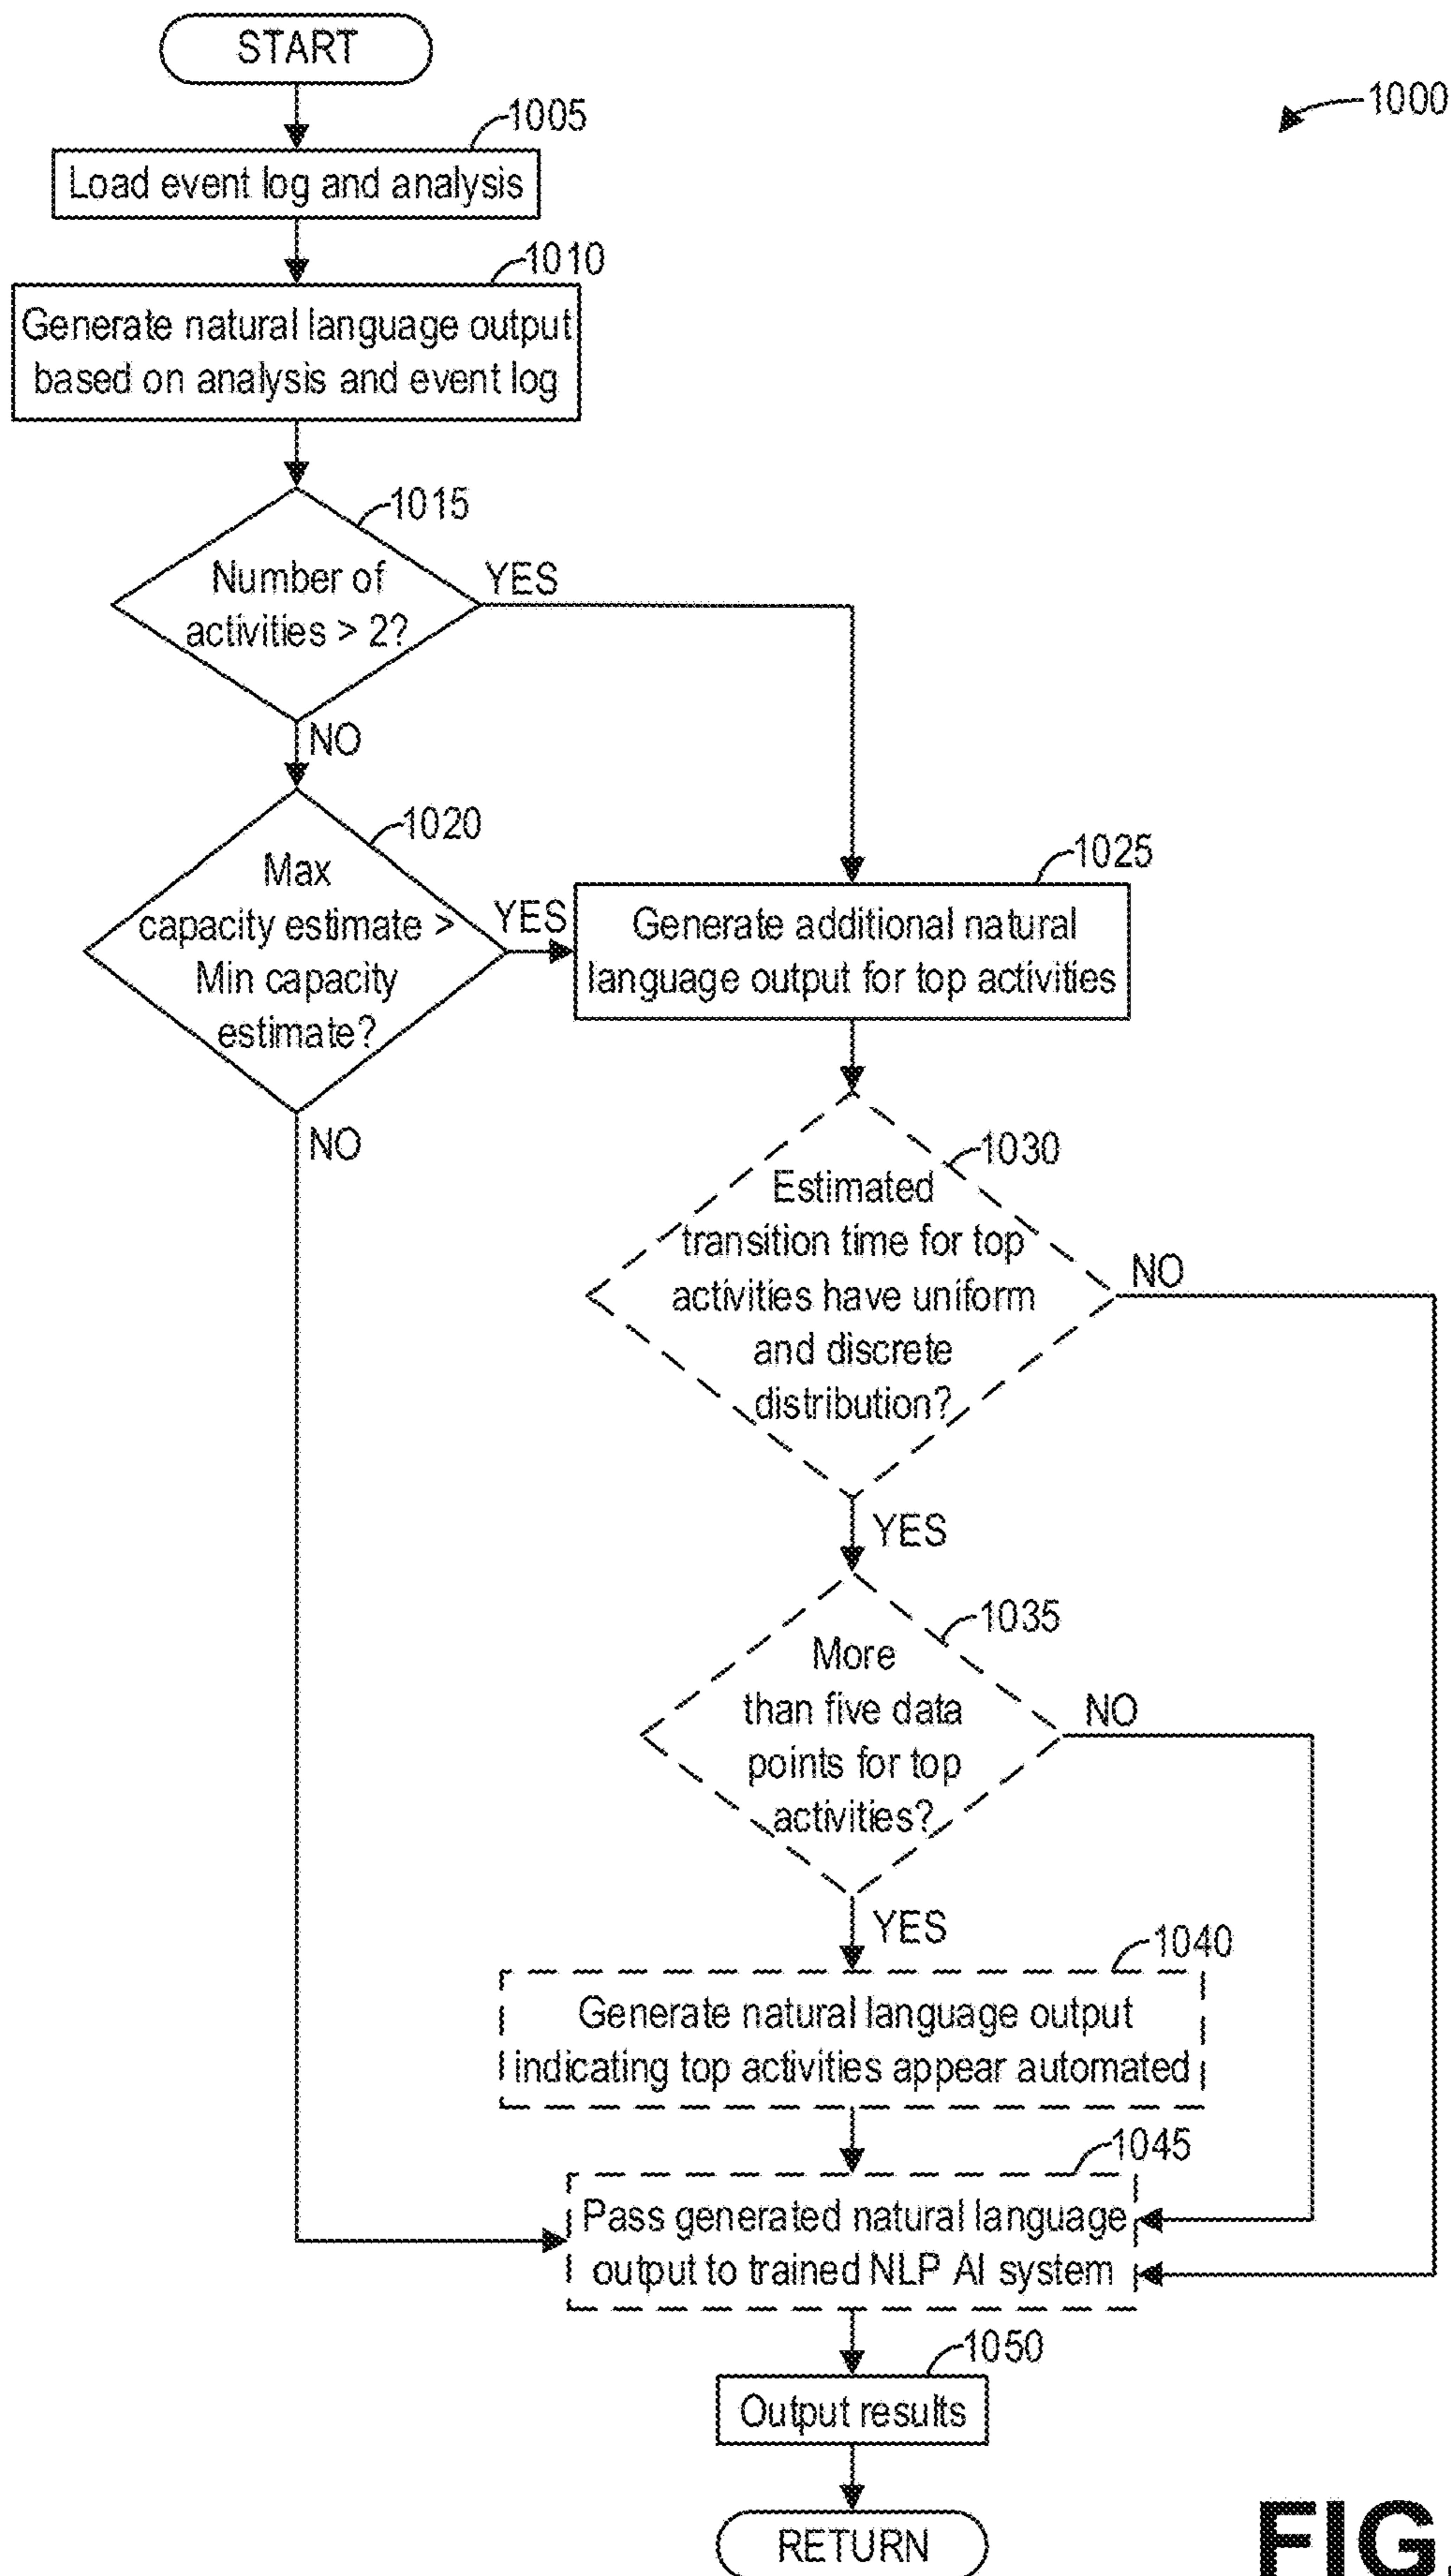 START
1000
1005
Load event log and analysis
1010
Generate natural language output
based on analysis and event log
1015
Number of
activities > 2?
YES
NO
1020
Max
capacity estimate >
Min capacity
estimate?
YES
NO
1025
Generate additional natural
language output for top activities
1030
Estimated
transition time for top
activities have uniform
and discrete
distribution?
NO
YES
1035
More
than five data
points for top
activities?
NO
YES
1040
Generate natural language output
indicating top activities appear automated
1045
Pass generated natural language
output to trained NLP AI system
1050
Output results
RETURN
FIG